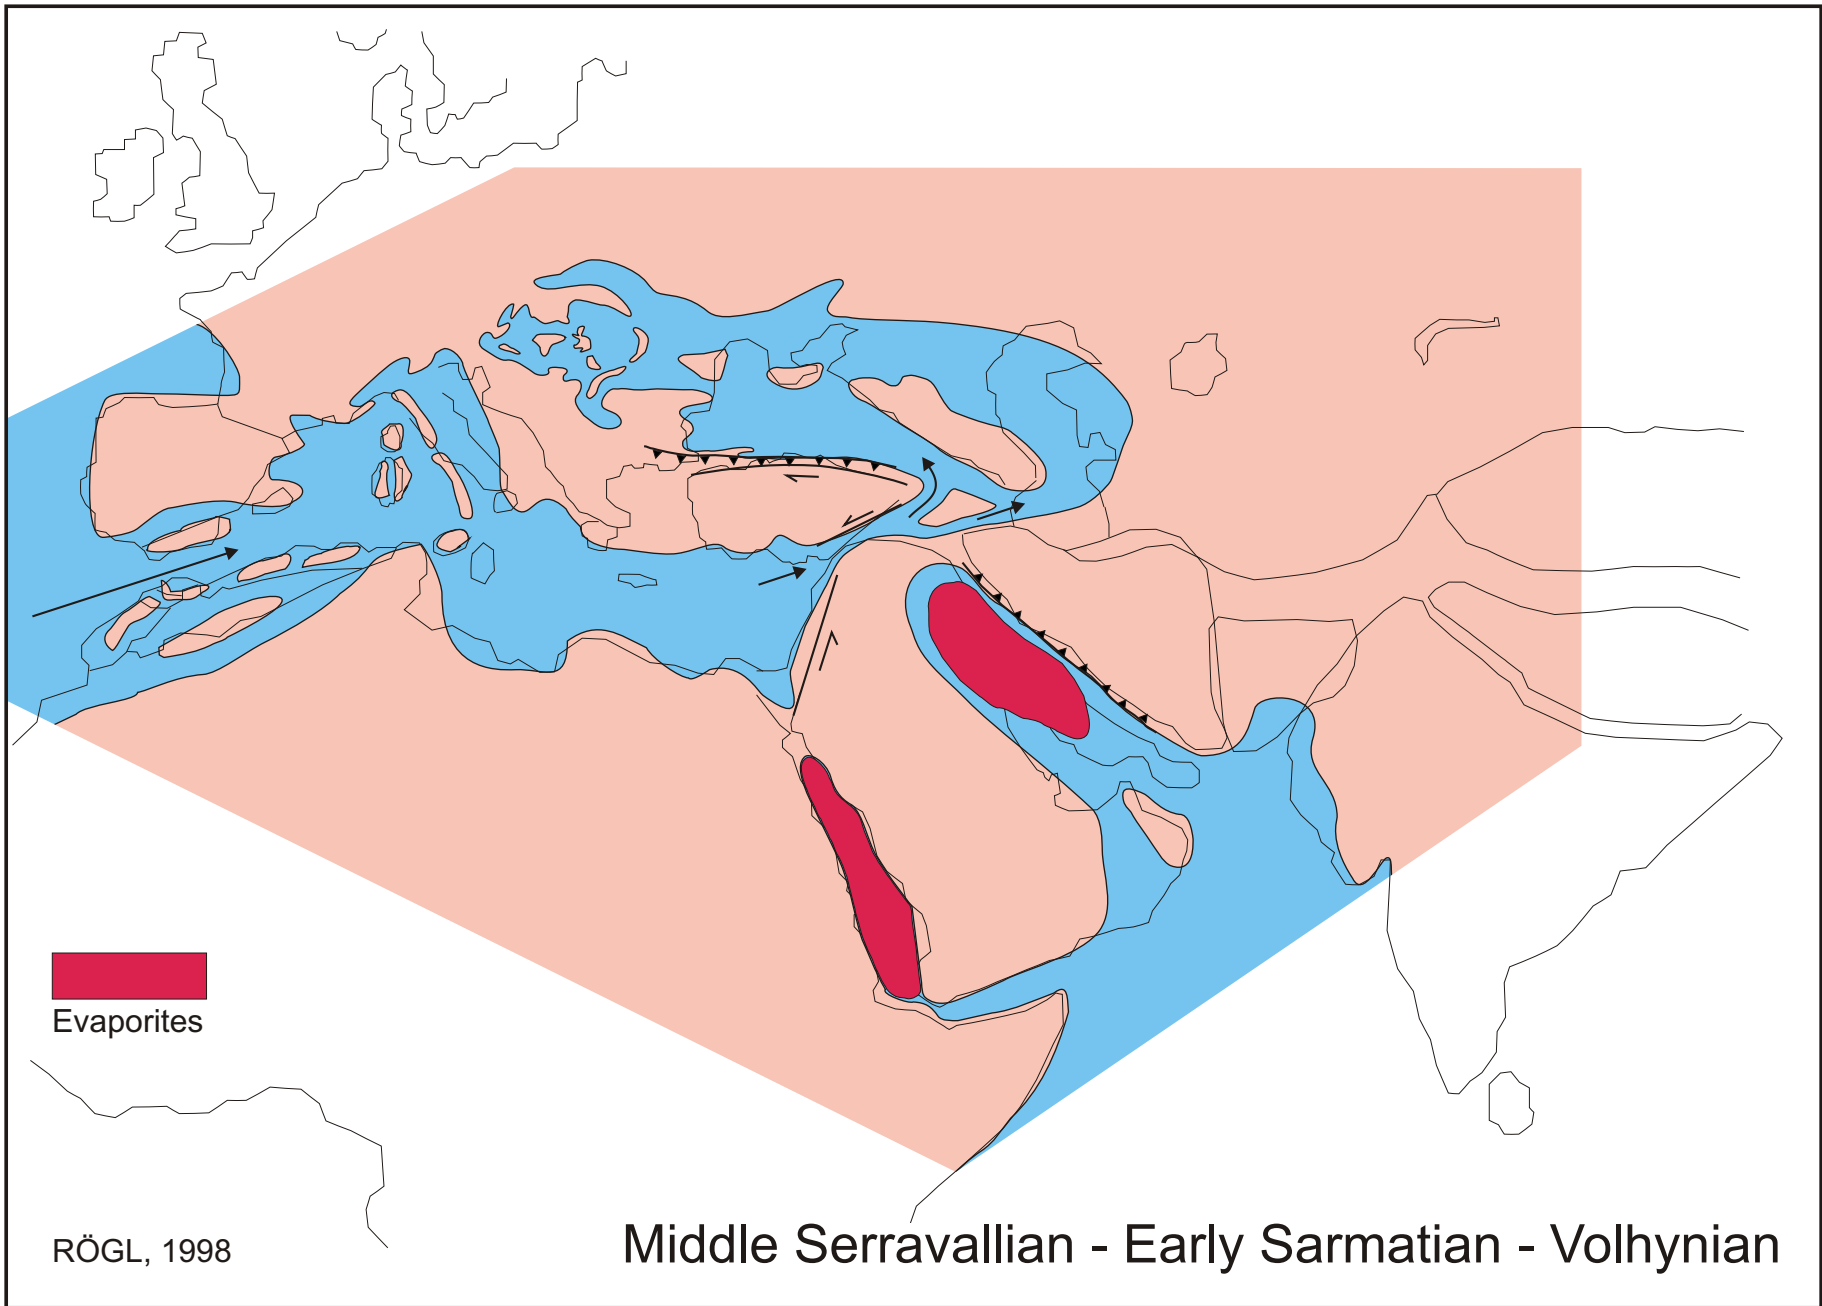 Evaporites
RÖGL, 1998
Middle Serravallian - Early Sarmatian - Volhynian